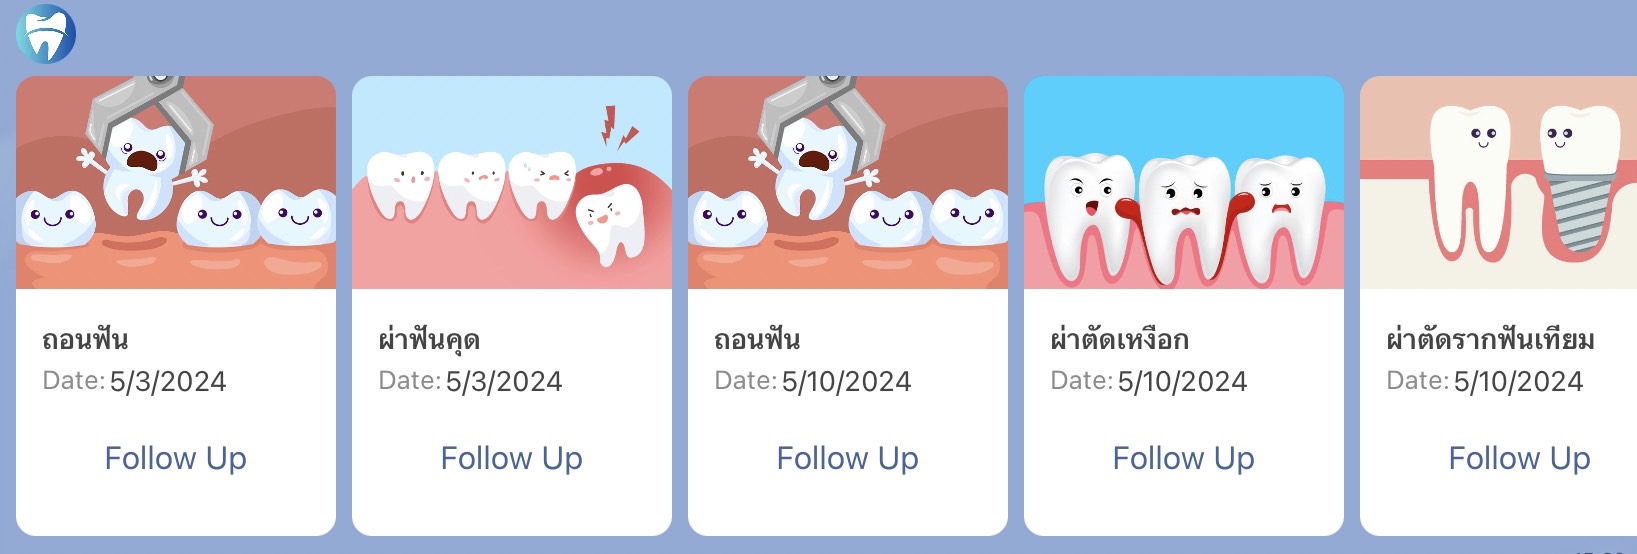 ถอนฟัน
Date: 5/3/2024
Follow Up
ผ่าฟันคุด
Date: 5/3/2024
Follow Up
ถอนฟัน
Date: 5/10/2024
Follow Up
ผ่าตัดเหงือก
Date: 5/10/2024
Follow Up
ผ่าตัดรากฟันเทียม
Date: 5/10/2024
Follow Up